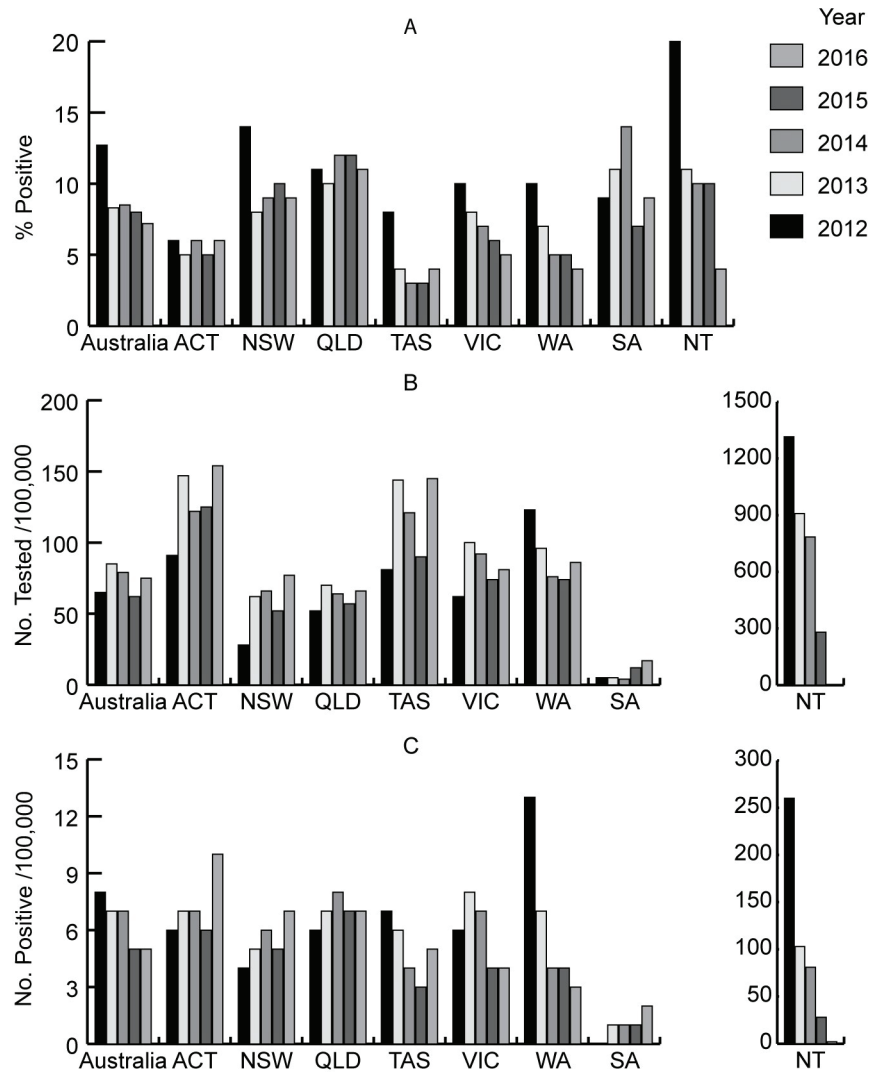 A
Year
2016
2015
2014
2013
2012
% Positive
20
15
10
5
0
Australia ACT NSW QLD TAS VIC WA SA NT
B
No. Tested /100,000
200
150
100
50
0
Australia ACT NSW QLD TAS VIC WA SA
1500
1200
900
600
300
0
NT
C
No. Positive /100,000
15
12
9
6
3
0
Australia ACT NSW QLD TAS VIC WA SA
300
250
200
150
100
50
0
NT